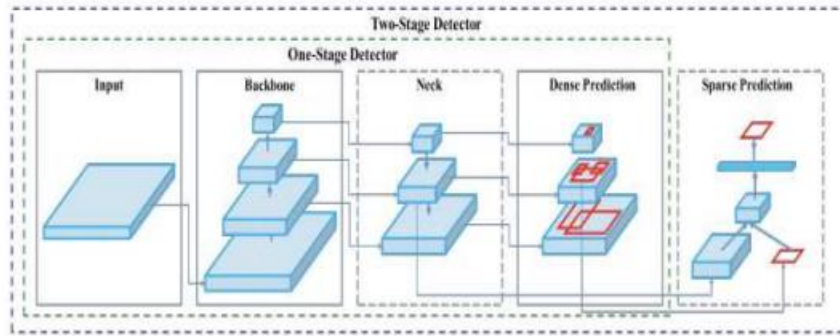 Two-Stage Detector
One-Stage Detector
Input
Backbone
Neck
Dense Prediction
Sparse Prediction